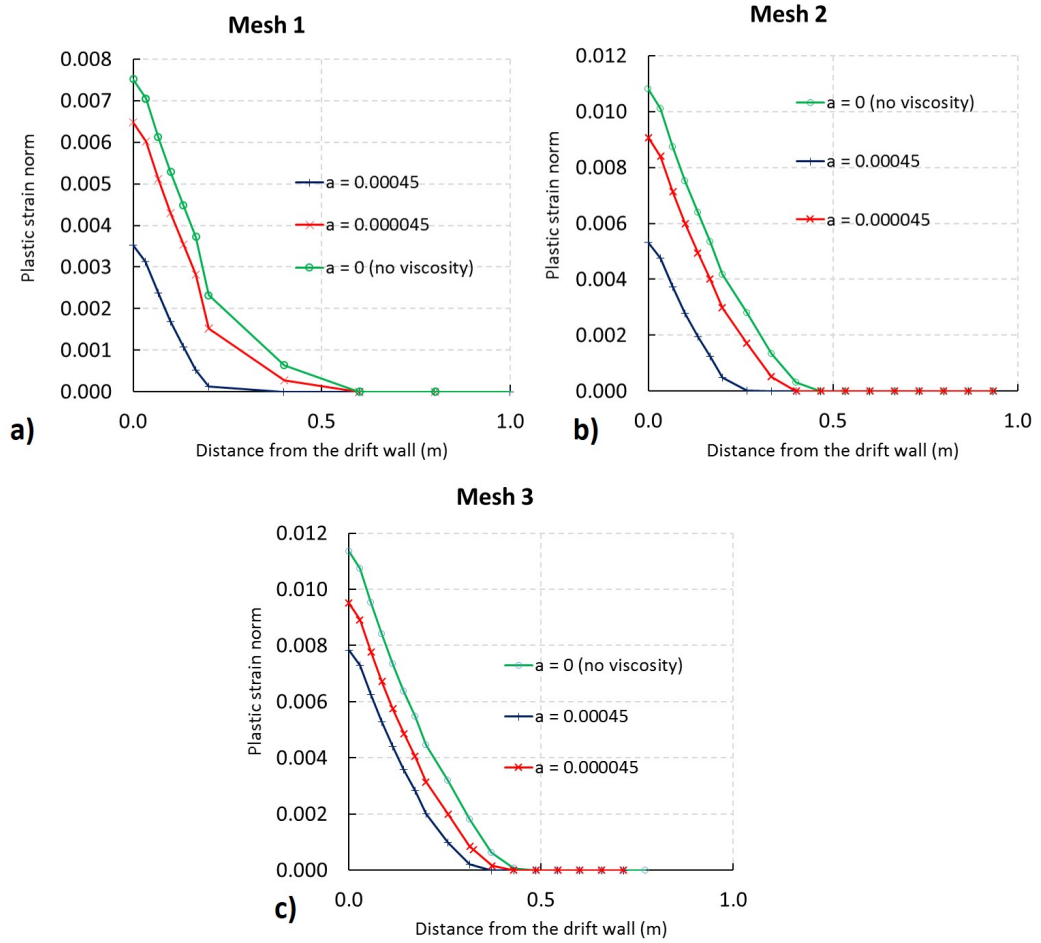 Mesh 1
0.008
0.007
0.006
0.005
0.004
0.003
0.002
0.001
0.000
Plastic strain norm
a = 0.00045
a = 0.000045
a = 0 (no viscosity)
0.0 0.5 1.0
Distance from the drift wall (m)
a)
Mesh 2
0.012
0.010
0.008
0.006
0.004
0.002
0.000
Plastic strain norm
a = 0 (no viscosity)
a = 0.00045
a = 0.000045
0.0 0.5 1.0
Distance from the drift wall (m)
b)
Mesh 3
0.012
0.010
0.008
0.006
0.004
0.002
0.000
Plastic strain norm
a = 0 (no viscosity)
a = 0.00045
a = 0.000045
0.0 0.5 1.0
Distance from the drift wall (m)
c)